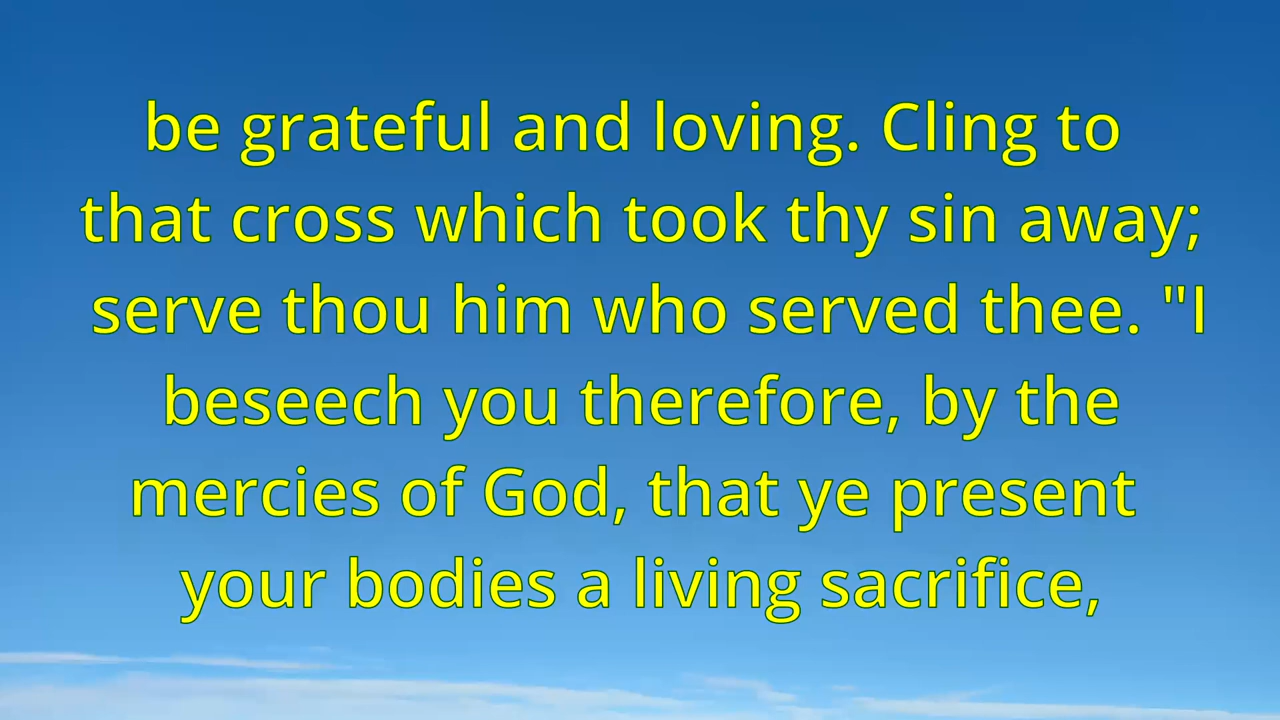 be grateful and loving. Cling to
that cross which took thy sin away;
serve thou him who served thee. "I
beseech you therefore, by the
mercies of God, that ye present
your bodies a living sacrifice,